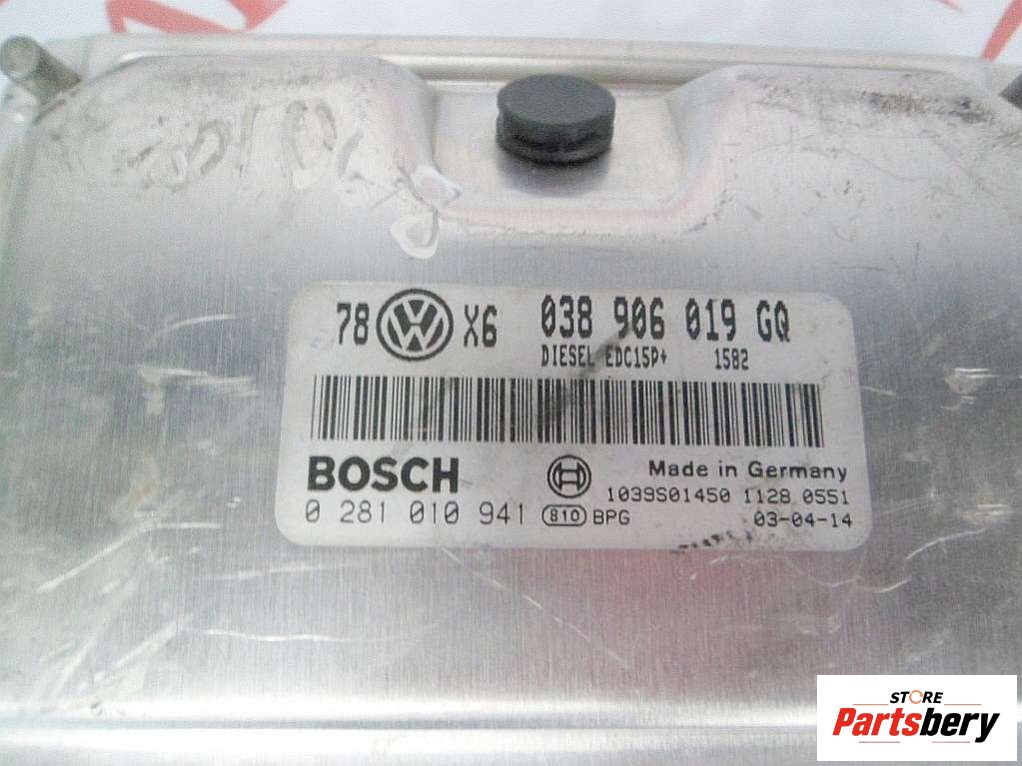 78 VW X6 038 906 019 GQ
DIESEL EDC15P+ 1582
BOSCH Made in Germany
1039S01450 1128 0551
0 281 010 941 810 BPG 03-04-14
STORE
Partsbery